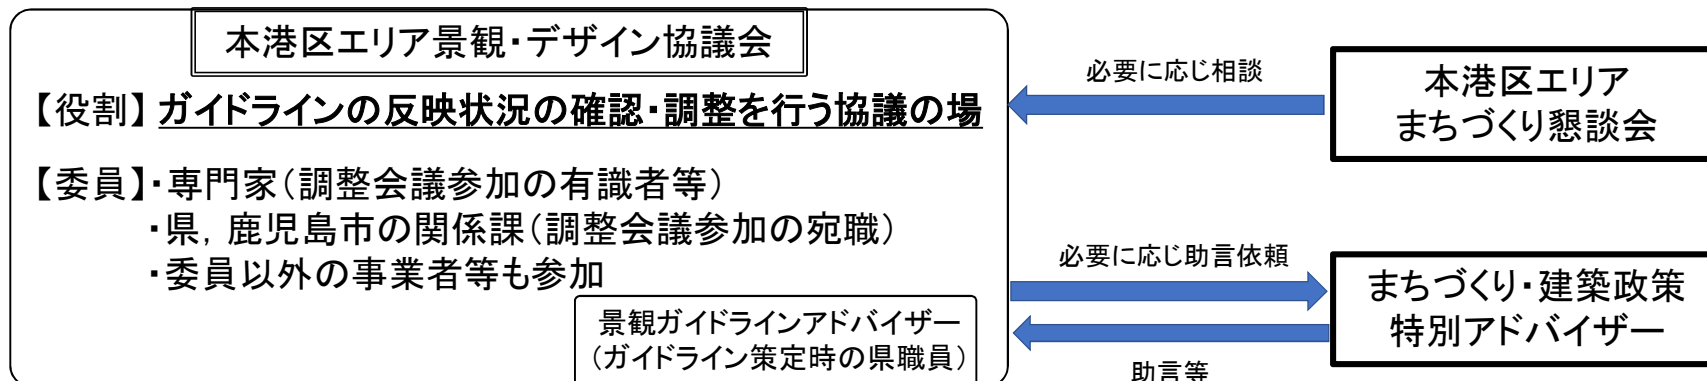 本港区エリア景観・デザイン協議会
【役割】ガイドラインの反映状況の確認・調整を行う協議の場
【委員】・専門家（調整会議参加の有識者等）
・県，鹿児島市の関係課（調整会議参加の宛職）
・委員以外の事業者等も参加
景観ガイドラインアドバイザー
（ガイドライン策定時の県職員）
必要に応じ相談
本港区エリア
まちづくり懇談会
必要に応じ助言依頼
まちづくり・建築政策
特別アドバイザー
助言等